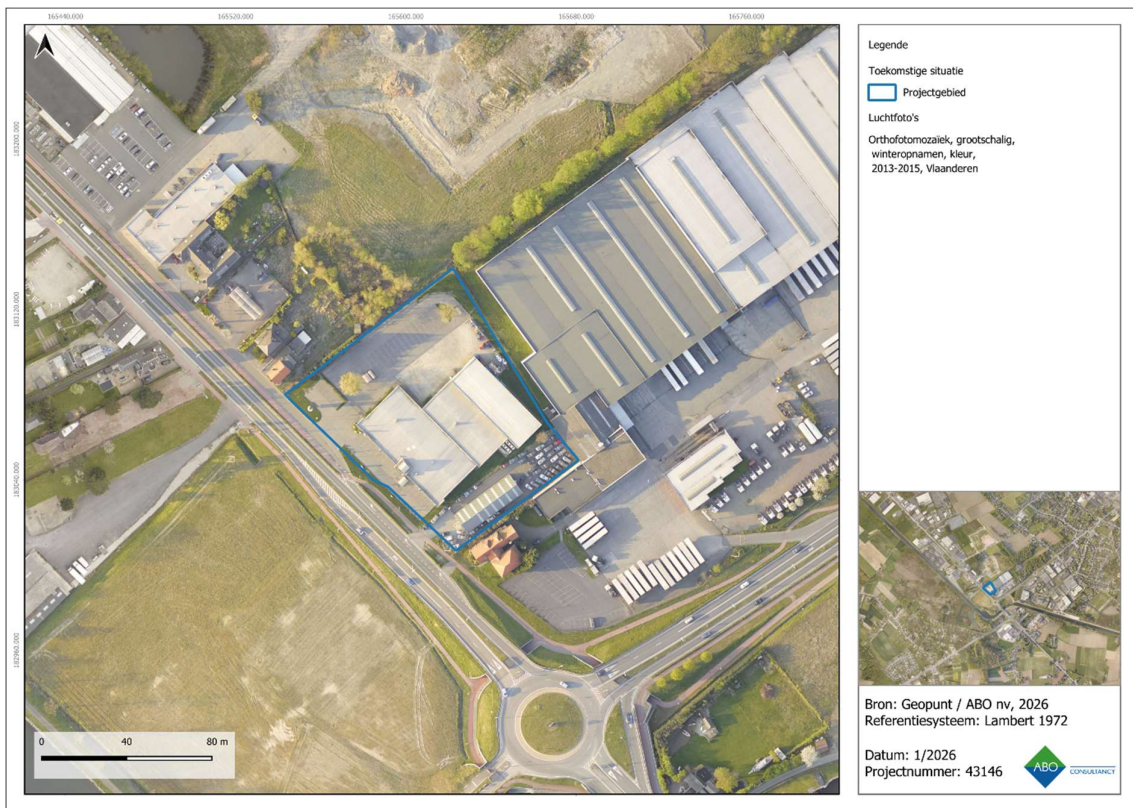 165440.000
165520.000
165600.000
165680.000
165760.000
183200.000
183120.000
183040.000
182960.000
0 40 80 m
Legende
Toekomstige situatie
Projectgebied
Luchtfoto's
Orthofotomozaïek, grootschalig,
winteropnamen, kleur,
2013-2015, Vlaanderen
Bron: Geopunt / ABO nv, 2026
Referentiesysteem: Lambert 1972
Datum: 1/2026
Projectnummer: 43146
ABO CONSULTANCY